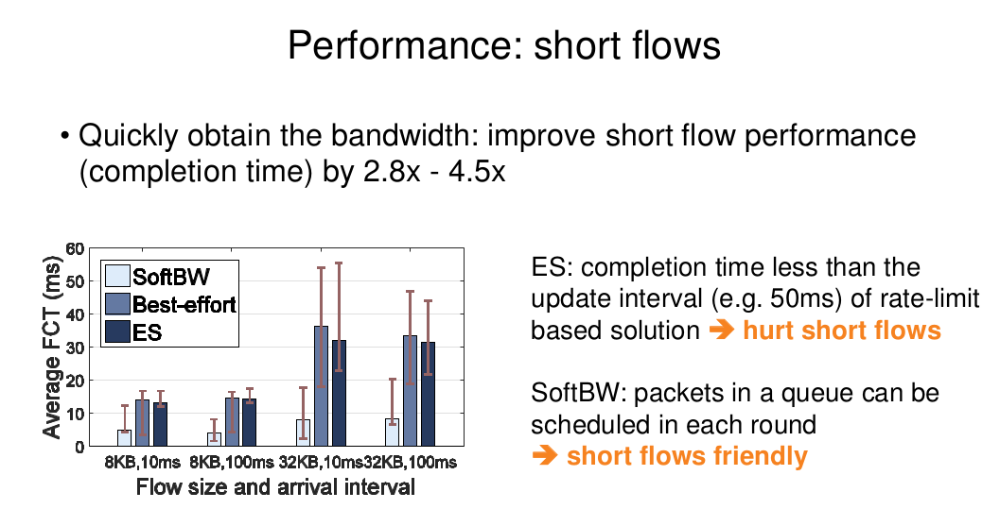 Performance: short flows
• Quickly obtain the bandwidth: improve short flow performance
(completion time) by 2.8x - 4.5x
60
50
40
30
20
10
0
Average FCT (ms)
SoftBW
Best-effort
ES
8KB,10ms 8KB,100ms 32KB,10ms 32KB,100ms
Flow size and arrival interval
ES: completion time less than the
update interval (e.g. 50ms) of rate-limit
based solution ➔ hurt short flows
SoftBW: packets in a queue can be
scheduled in each round
➔ short flows friendly